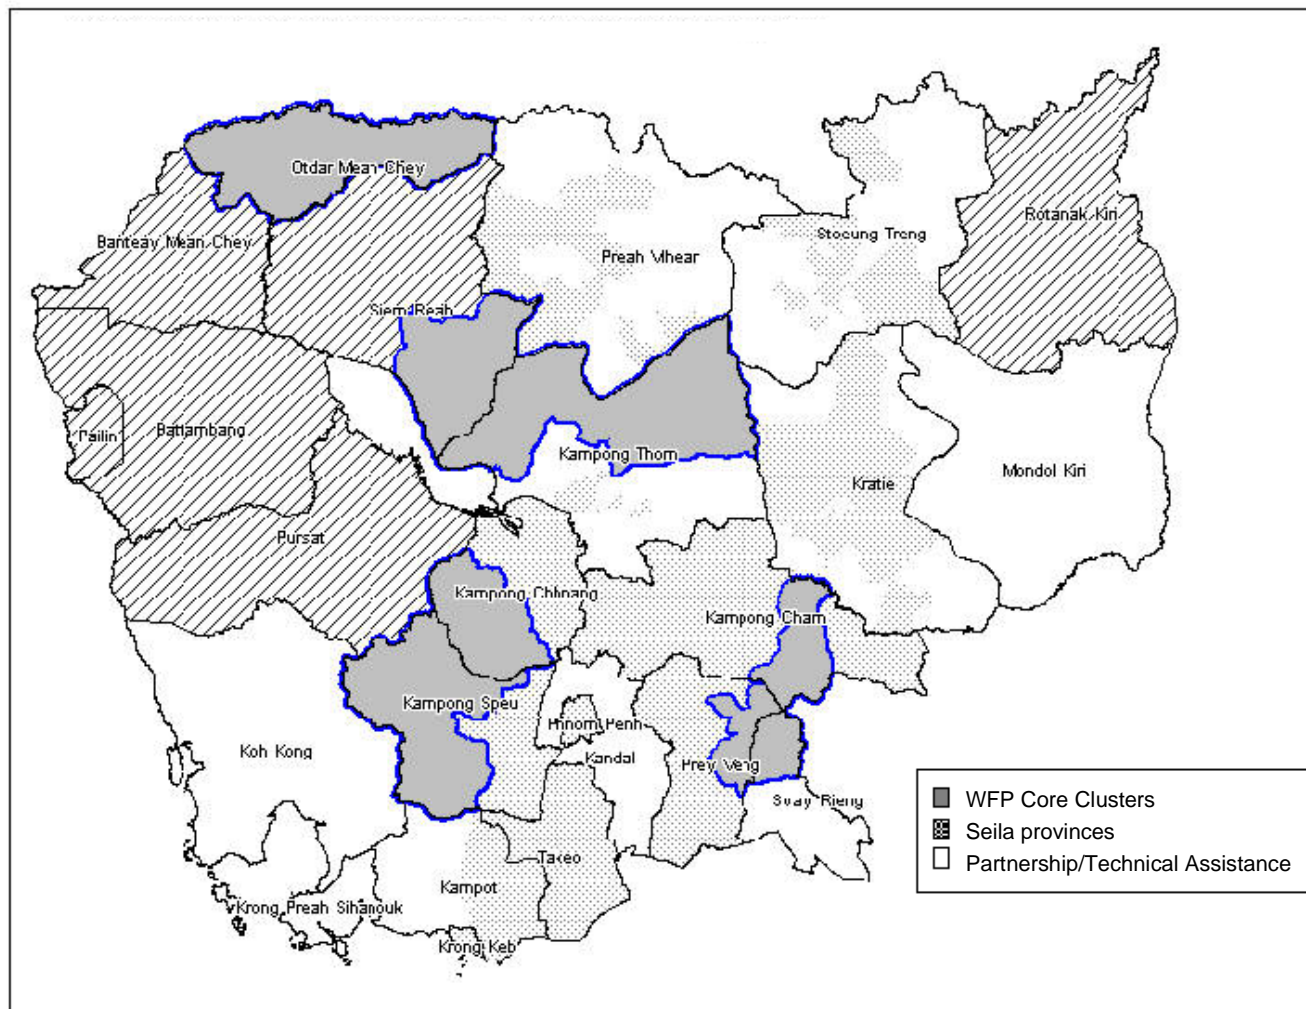 Otdar Mean Chey
Banteay Mean Chey
Rotanak Kiri
Stoeung Treng
Preah Vihear
Siem Reab
Pailin
Battambang
Kampong Thom
Kratie
Mondol Kiri
Pursat
Kampong Chhnang
Kampong Cham
Kampong Speu
Phnom Penh
Koh Kong
Kandal
Prey Veng
Svay Rieng
Takeo
Kampot
Krong Preah Sihanouk
Krong Keb
WFP Core Clusters
Seila provinces
Partnership/Technical Assistance